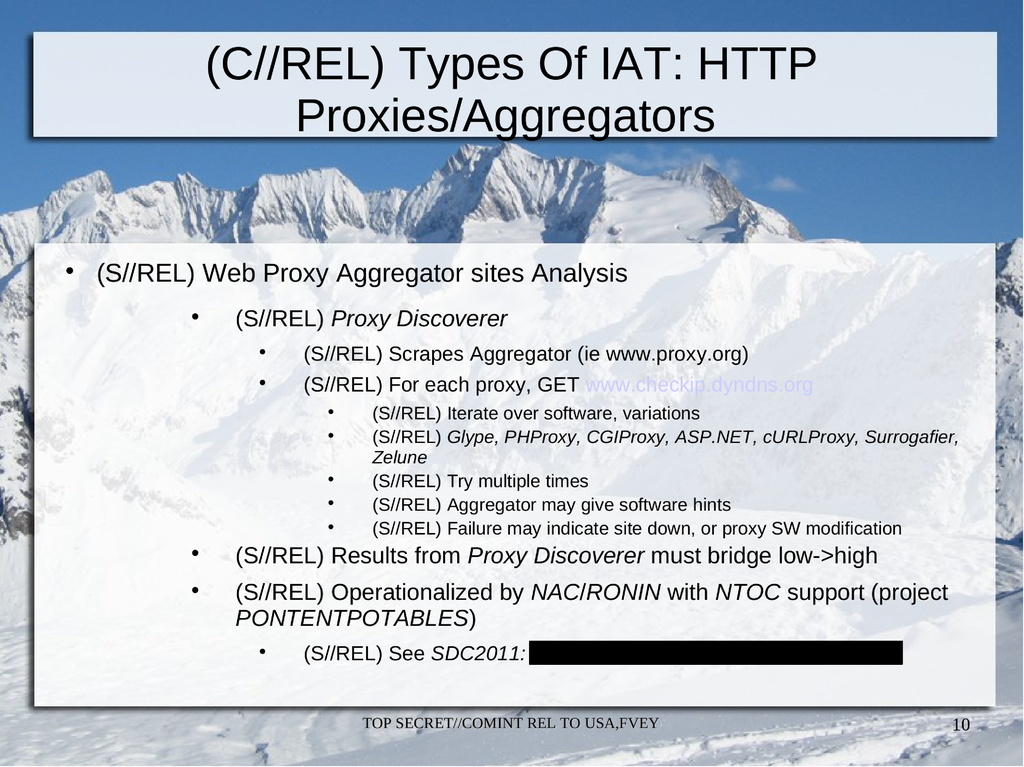 (C//REL) Types Of IAT: HTTP
Proxies/Aggregators
• (S//REL) Web Proxy Aggregator sites Analysis
• (S//REL) Proxy Discoverer
• (S//REL) Scrapes Aggregator (ie www.proxy.org)
• (S//REL) For each proxy, GET www.checkip.dyndns.org
• (S//REL) Iterate over software, variations
• (S//REL) Glype, PHProxy, CGIProxy, ASP.NET, cURLProxy, Surrogafier,
Zelune
• (S//REL) Try multiple times
• (S//REL) Aggregator may give software hints
• (S//REL) Failure may indicate site down, or proxy SW modification
• (S//REL) Results from Proxy Discoverer must bridge low->high
• (S//REL) Operationalized by NAC/RONIN with NTOC support (project
PONTENTPOTABLES)
• (S//REL) See SDC2011:
TOP SECRET//COMINT REL TO USA,FVEY
10